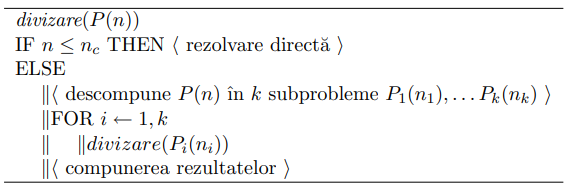 divizare(P(n))
IF n ≤ n_c THEN ⟨ rezolvare directă ⟩
ELSE
‖⟨ descompune P(n) în k subprobleme P_1(n_1), . . . P_k(n_k) ⟩
‖FOR i ← 1, k
‖ ‖divizare(P_i(n_i))
‖⟨ compunerea rezultatelor ⟩